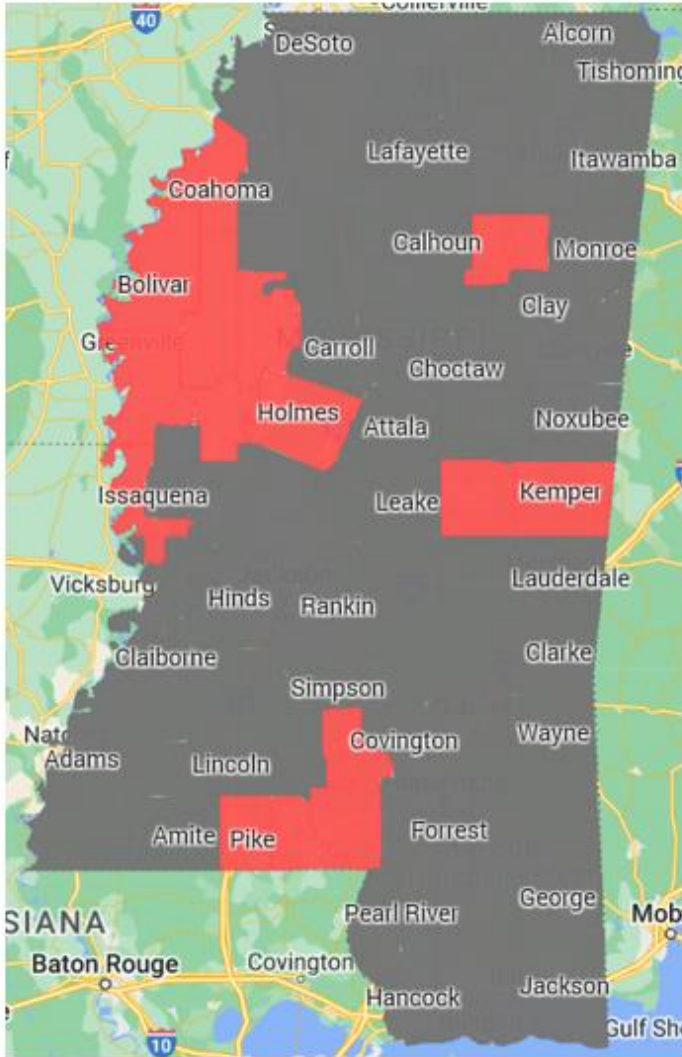 Collierville
40
DeSoto
Alcorn
Tishoming
Lafayette
Itawamba
Coahoma
Calhoun
Monroe
Bolivar
Clay
Greenville
Carroll
Choctaw
Holmes
Attala
Noxubee
Issaquena
Leake
Kemper
Vicksburg
Hinds
Rankin
Lauderdale
Claiborne
Clarke
Simpson
Covington
Wayne
Adams
Lincoln
Amite
Pike
Forrest
George
Pearl River
SIANA
Mob
Baton Rouge
Covington
Hancock
Jackson
Gulf Sho
10